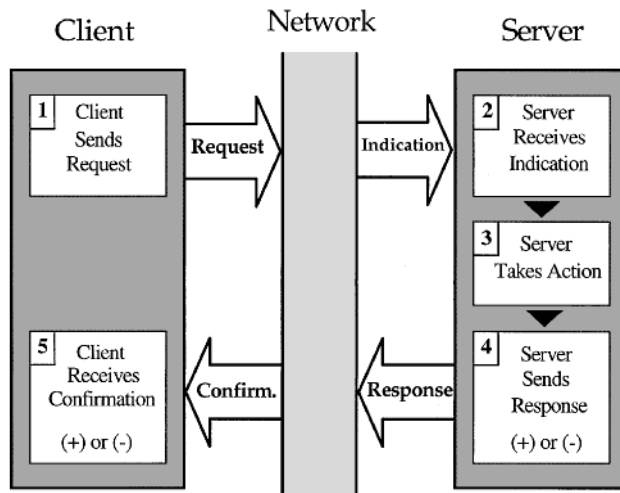 Client
Network
Server
1
Client
Sends
Request
Request
Indication
2
Server
Receives
Indication
3
Server
Takes Action
5
Client
Receives
Confirmation
(+) or (-)
Confirm.
Response
4
Server
Sends
Response
(+) or (-)